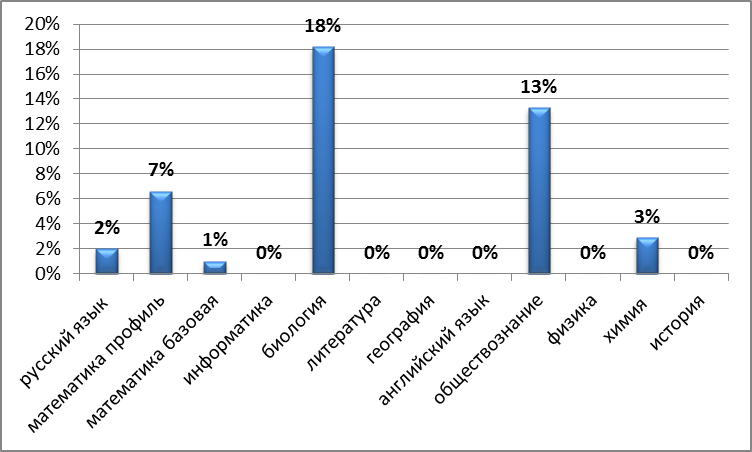 20%
18%
16%
14%
12%
10%
8%
6%
4%
2%
0%
2%
7%
1%
0%
18%
0%
0%
0%
13%
0%
3%
0%
русский язык
математика профиль
математика базовая
информатика
биология
литература
география
английский язык
обществознание
физика
химия
история